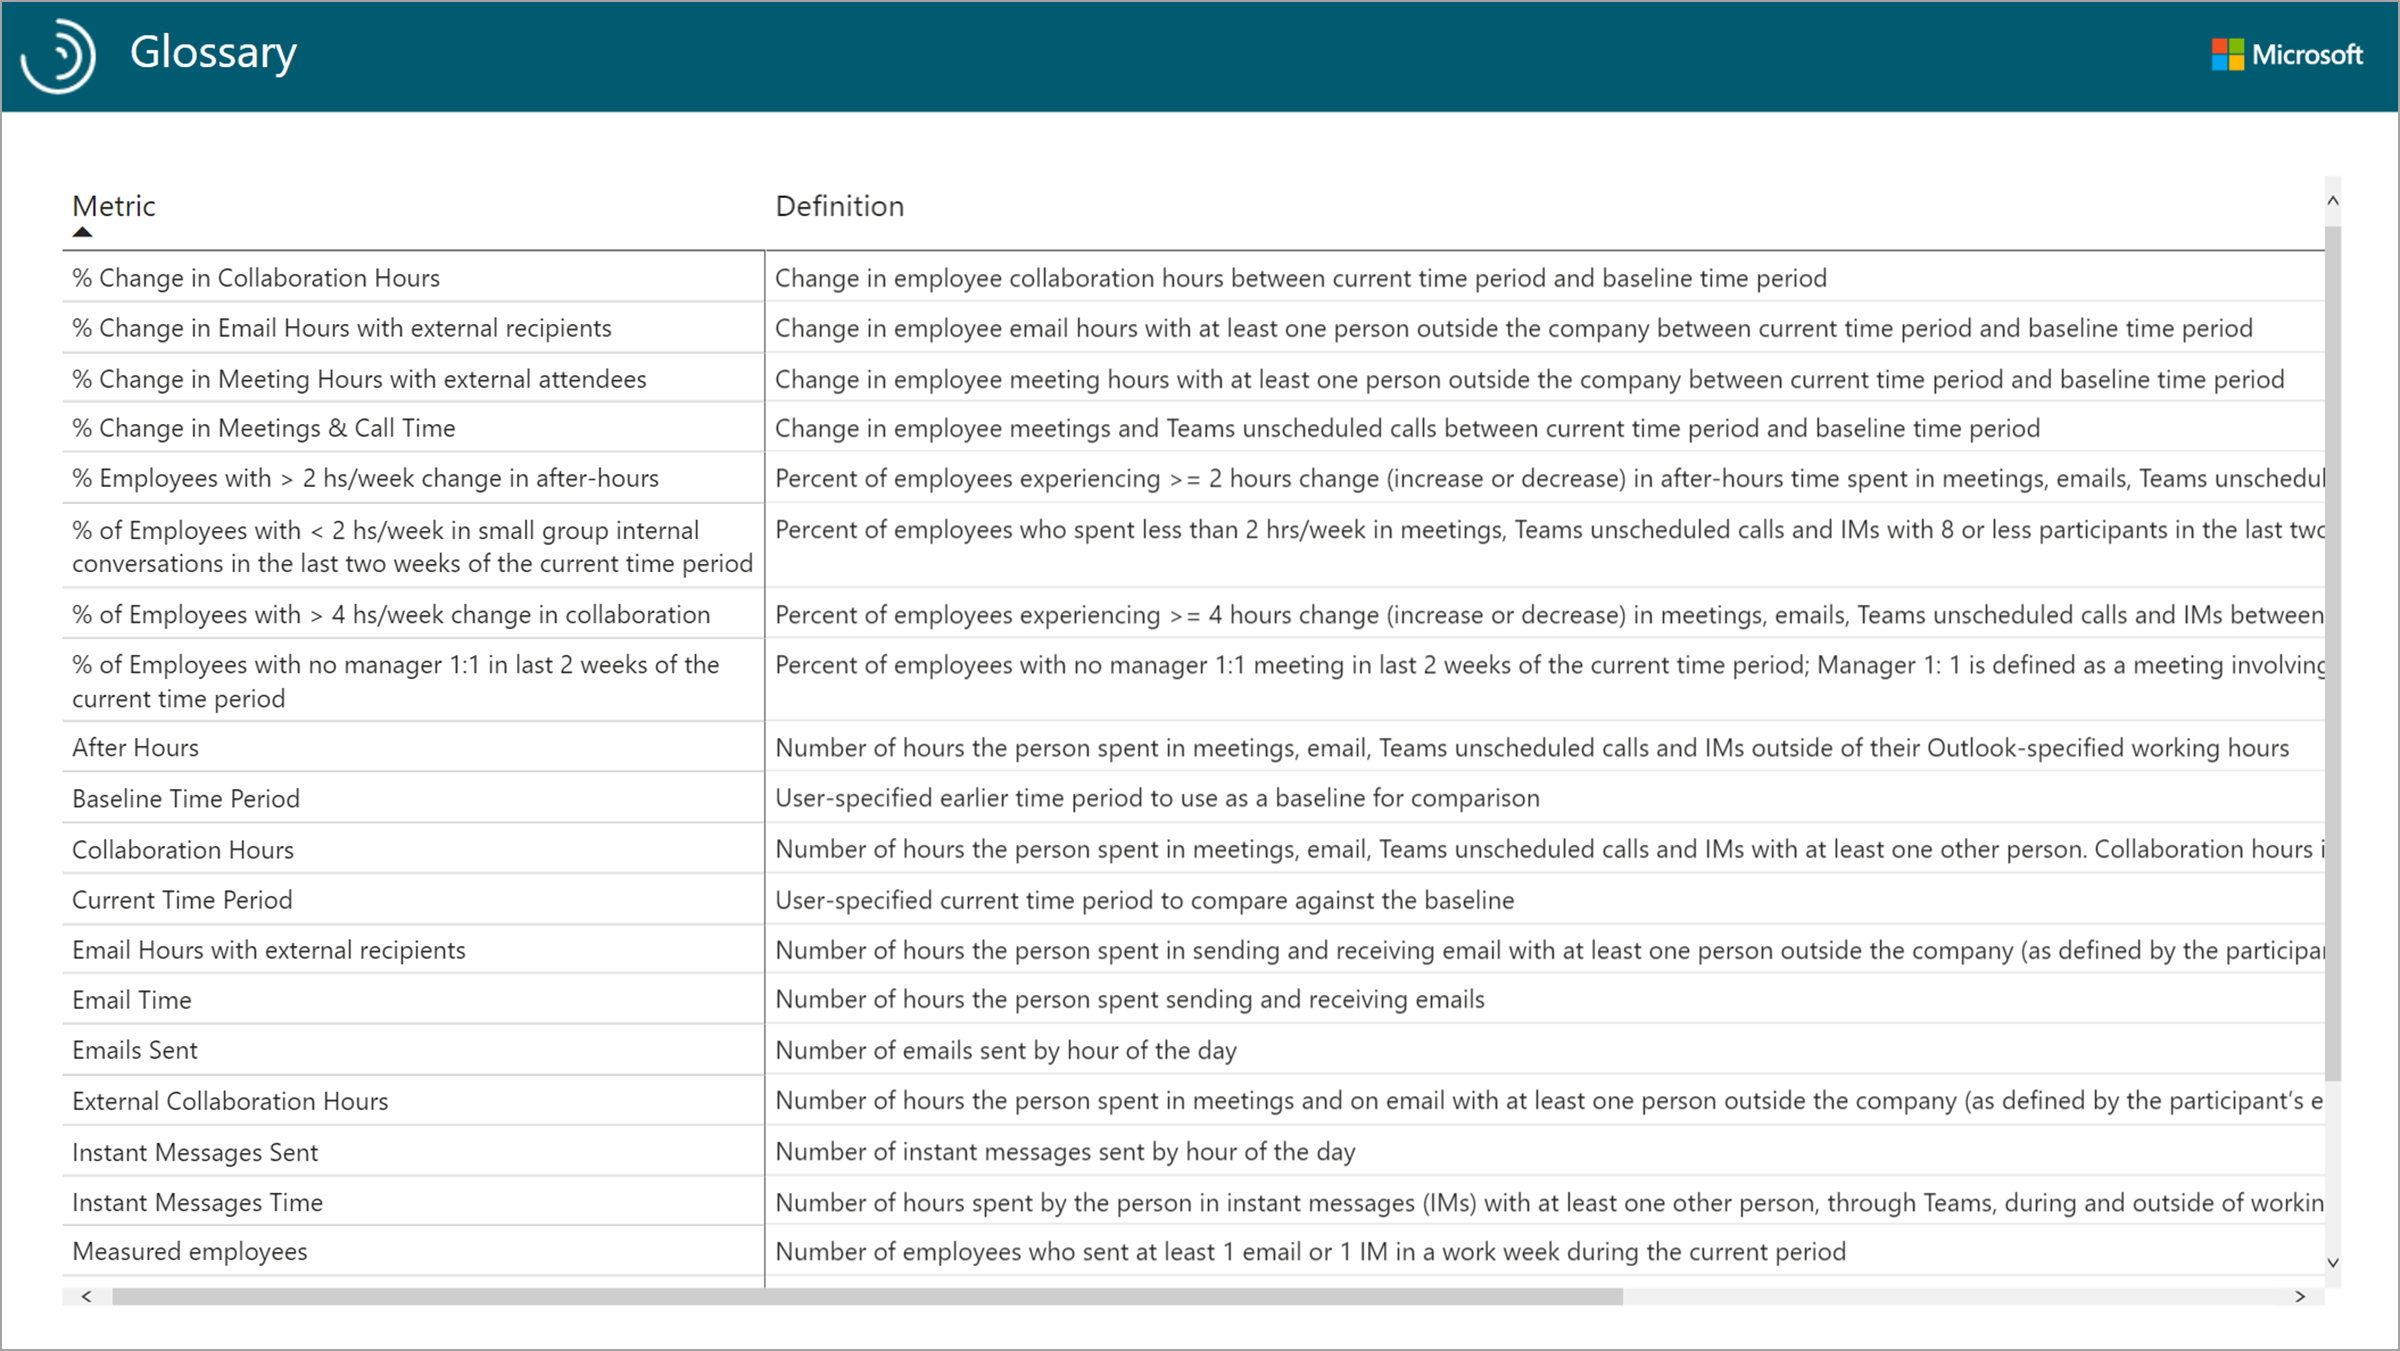 Glossary
Microsoft
Metric
Definition
% Change in Collaboration Hours
Change in employee collaboration hours between current time period and baseline time period
% Change in Email Hours with external recipients
Change in employee email hours with at least one person outside the company between current time period and baseline time period
% Change in Meeting Hours with external attendees
Change in employee meeting hours with at least one person outside the company between current time period and baseline time period
% Change in Meetings & Call Time
Change in employee meetings and Teams unscheduled calls between current time period and baseline time period
% Employees with > 2 hs/week change in after-hours
Percent of employees experiencing >= 2 hours change (increase or decrease) in after-hours time spent in meetings, emails, Teams unschedul
% of Employees with < 2 hs/week in small group internal
conversations in the last two weeks of the current time period
Percent of employees who spent less than 2 hrs/week in meetings, Teams unscheduled calls and IMs with 8 or less participants in the last two
% of Employees with > 4 hs/week change in collaboration
Percent of employees experiencing >= 4 hours change (increase or decrease) in meetings, emails, Teams unscheduled calls and IMs between
% of Employees with no manager 1:1 in last 2 weeks of the
current time period
Percent of employees with no manager 1:1 meeting in last 2 weeks of the current time period; Manager 1: 1 is defined as a meeting involving
After Hours
Number of hours the person spent in meetings, email, Teams unscheduled calls and IMs outside of their Outlook-specified working hours
Baseline Time Period
User-specified earlier time period to use as a baseline for comparison
Collaboration Hours
Number of hours the person spent in meetings, email, Teams unscheduled calls and IMs with at least one other person. Collaboration hours i
Current Time Period
User-specified current time period to compare against the baseline
Email Hours with external recipients
Number of hours the person spent in sending and receiving email with at least one person outside the company (as defined by the participa
Email Time
Number of hours the person spent sending and receiving emails
Emails Sent
Number of emails sent by hour of the day
External Collaboration Hours
Number of hours the person spent in meetings and on email with at least one person outside the company (as defined by the participant’s e
Instant Messages Sent
Number of instant messages sent by hour of the day
Instant Messages Time
Number of hours spent by the person in instant messages (IMs) with at least one other person, through Teams, during and outside of workin
Measured employees
Number of employees who sent at least 1 email or 1 IM in a work week during the current period